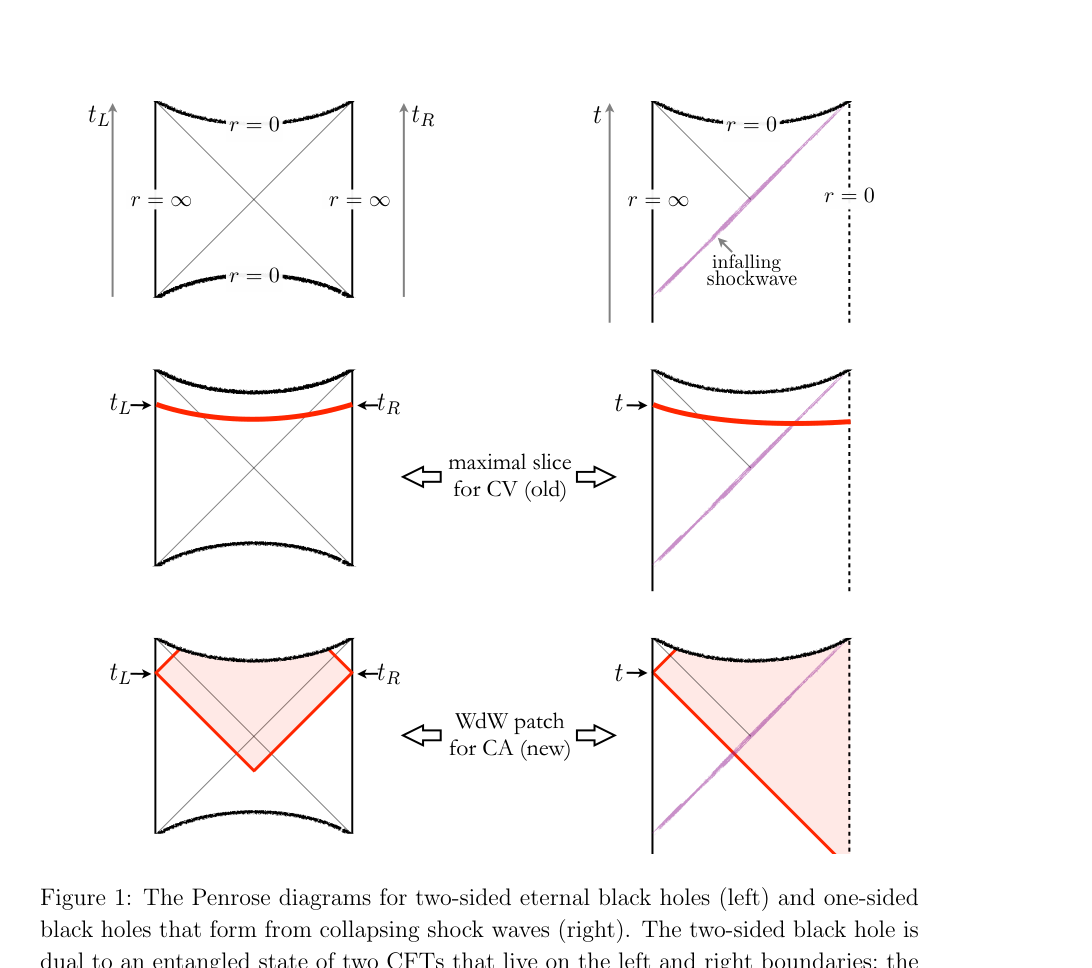 t_L
r = 0
t_R
t
r = 0
r = ∞
r = ∞
r = ∞
r = 0
infalling
shockwave
r = 0
t_L
t_R
t
maximal slice
for CV (old)
t_L
t_R
t
WdW patch
for CA (new)
Figure 1: The Penrose diagrams for two-sided eternal black holes (left) and one-sided
black holes that form from collapsing shock waves (right). The two-sided black hole is
dual to an entangled state of two CFTs that live on the left and right boundaries; the